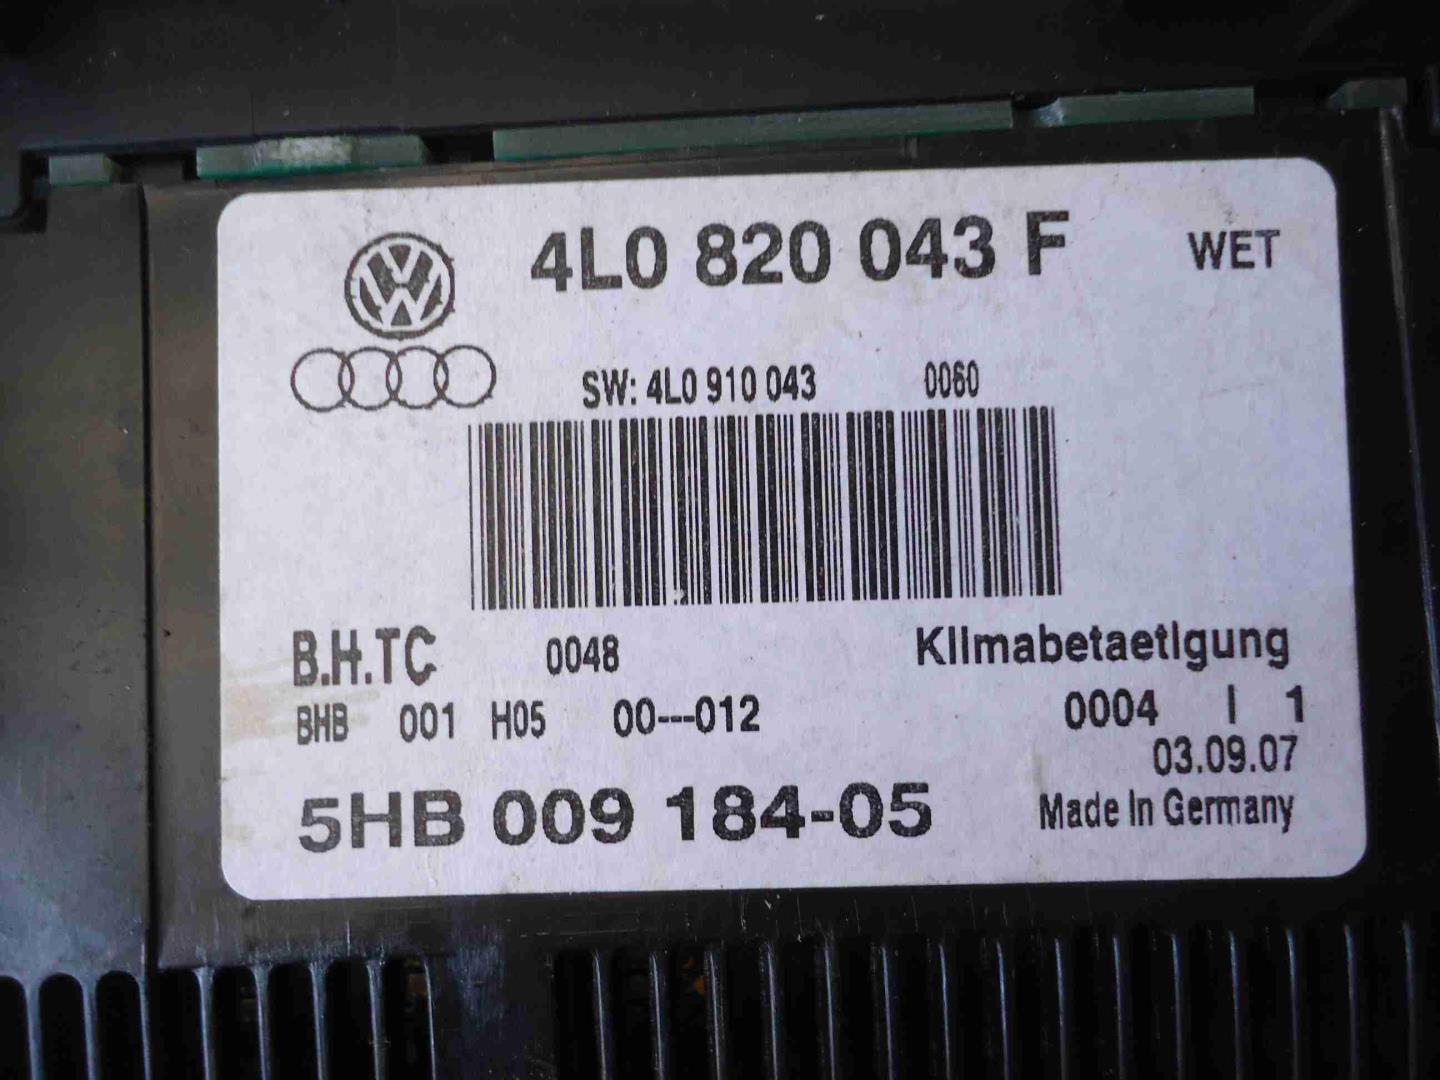 4L0 820 043 F WET
SW: 4L0 910 043 0060
B.H.TC 0048 Klimabetaetigung
BHB 001 H05 00---012 0004 I 1
03.09.07
5HB 009 184-05 Made In Germany